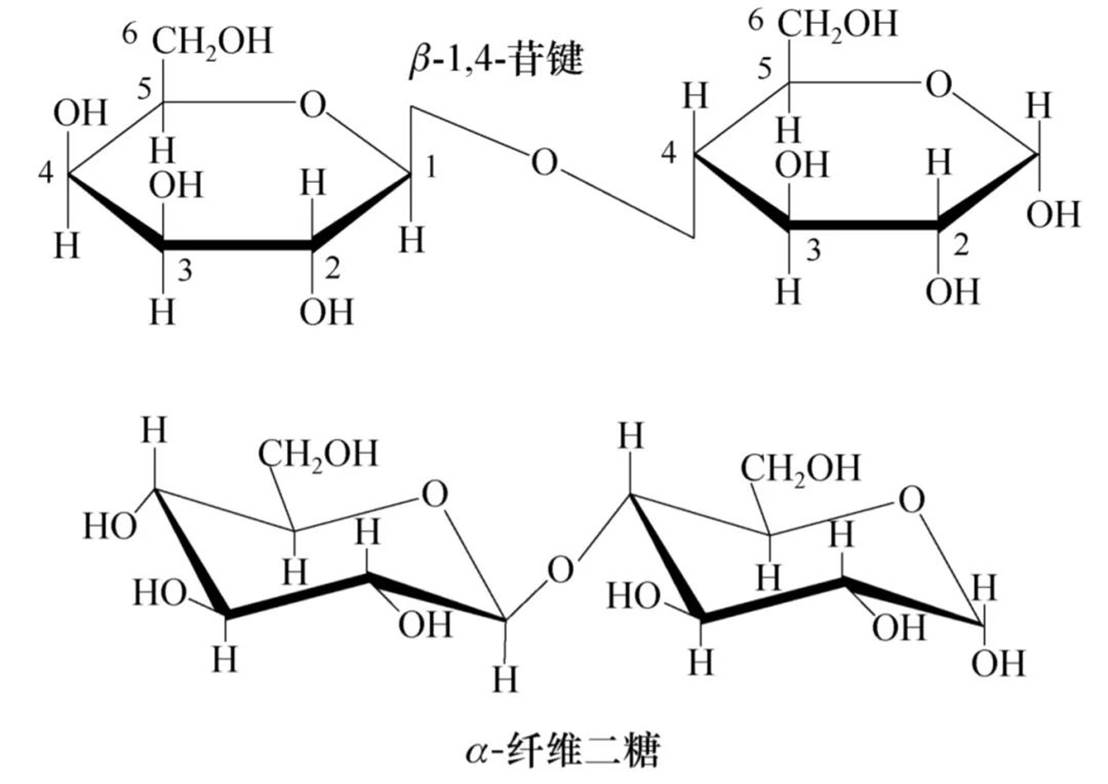 6 CH₂OH
β-1,4-苷键
6 CH₂OH
OH 5 O H 5 O H
4 H OH H 1 O 4 H OH H OH
H 3 2 H 3 2
H OH H OH
H CH₂OH H CH₂OH
HO O H O H
HO H OH O HO H OH H
H H H OH
α-纤维二糖